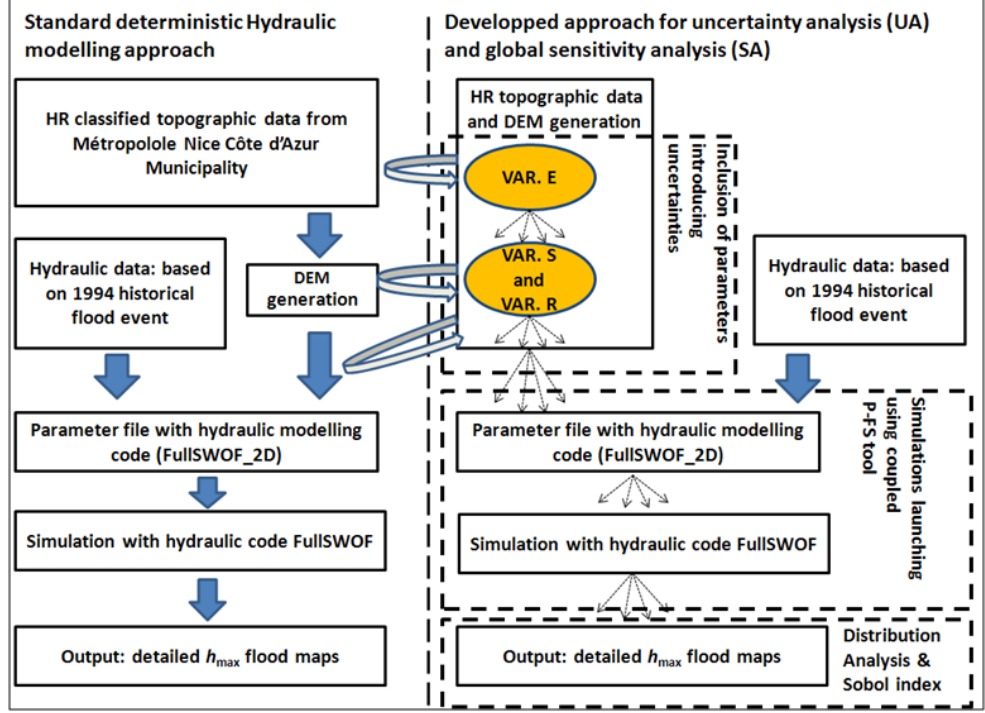 Standard deterministic Hydraulic
modelling approach
HR classified topographic data from
Métropolole Nice Côte d'Azur
Municipality
Hydraulic data: based
on 1994 historical
flood event
DEM
generation
Parameter file with hydraulic modelling
code (FullSWOF_2D)
Simulation with hydraulic code FullSWOF
Output: detailed hmax flood maps
Developped approach for uncertainty analysis (UA)
and global sensitivity analysis (SA)
HR topographic data
and DEM generation
VAR. E
VAR. S
and
VAR. R
Inclusion of parameters
introducing
uncertainties
Hydraulic data: based
on 1994 historical
flood event
Parameter file with hydraulic modelling
code (FullSWOF_2D)
Simulation with hydraulic code FullSWOF
Simulations launching
using coupled
P-FS tool
Output: detailed hmax flood maps
Distribution
Analysis &
Sobol index